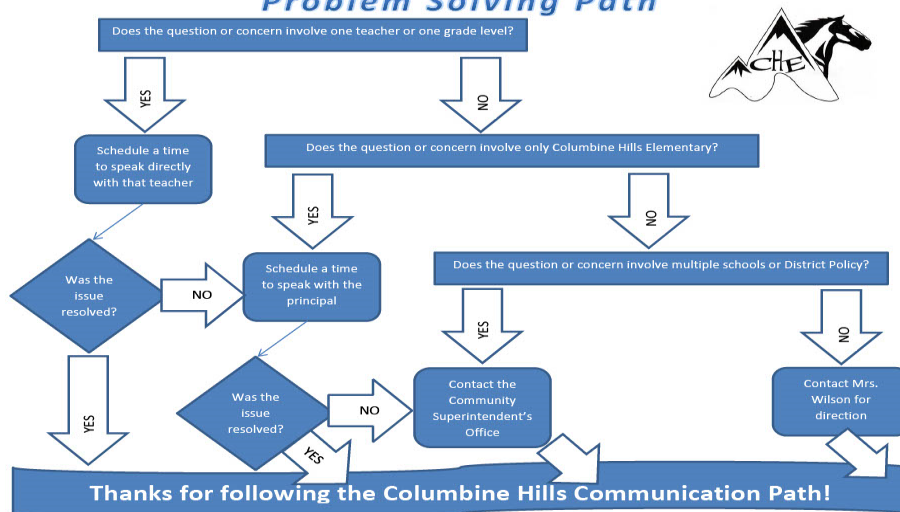 Problem Solving Path
Does the question or concern involve one teacher or one grade level?
CHE
YES
NO
Schedule a time
to speak directly
with that teacher
Does the question or concern involve only Columbine Hills Elementary?
YES
NO
Was the
issue
resolved?
NO
Schedule a time
to speak with the
principal
Does the question or concern involve multiple schools or District Policy?
YES
NO
YES
Was the
issue
resolved?
NO
YES
Contact the
Community
Superintendent's
Office
Contact Mrs.
Wilson for
direction
Thanks for following the Columbine Hills Communication Path!